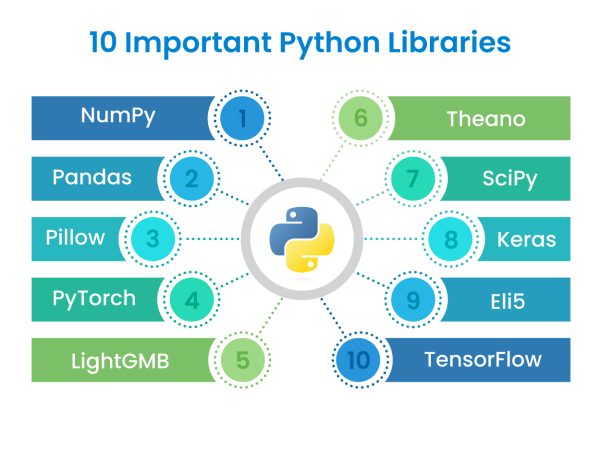 10 Important Python Libraries
NumPy
1
Pandas
2
Pillow
3
PyTorch
4
LightGMB
5
6
Theano
7
SciPy
8
Keras
9
Eli5
10
TensorFlow